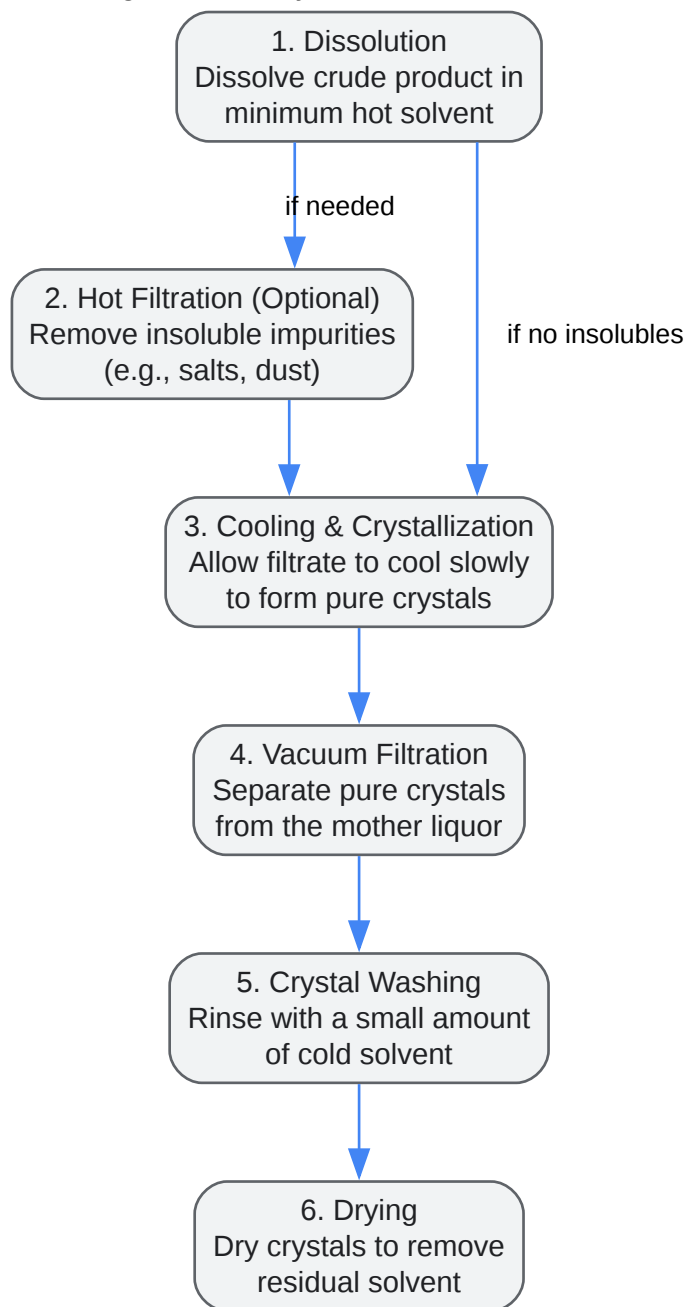 1. Dissolution
Dissolve crude product in
minimum hot solvent
if needed
2. Hot Filtration (Optional)
Remove insoluble impurities
(e.g., salts, dust)
if no insolubles
3. Cooling & Crystallization
Allow filtrate to cool slowly
to form pure crystals
4. Vacuum Filtration
Separate pure crystals
from the mother liquor
5. Crystal Washing
Rinse with a small amount
of cold solvent
6. Drying
Dry crystals to remove
residual solvent